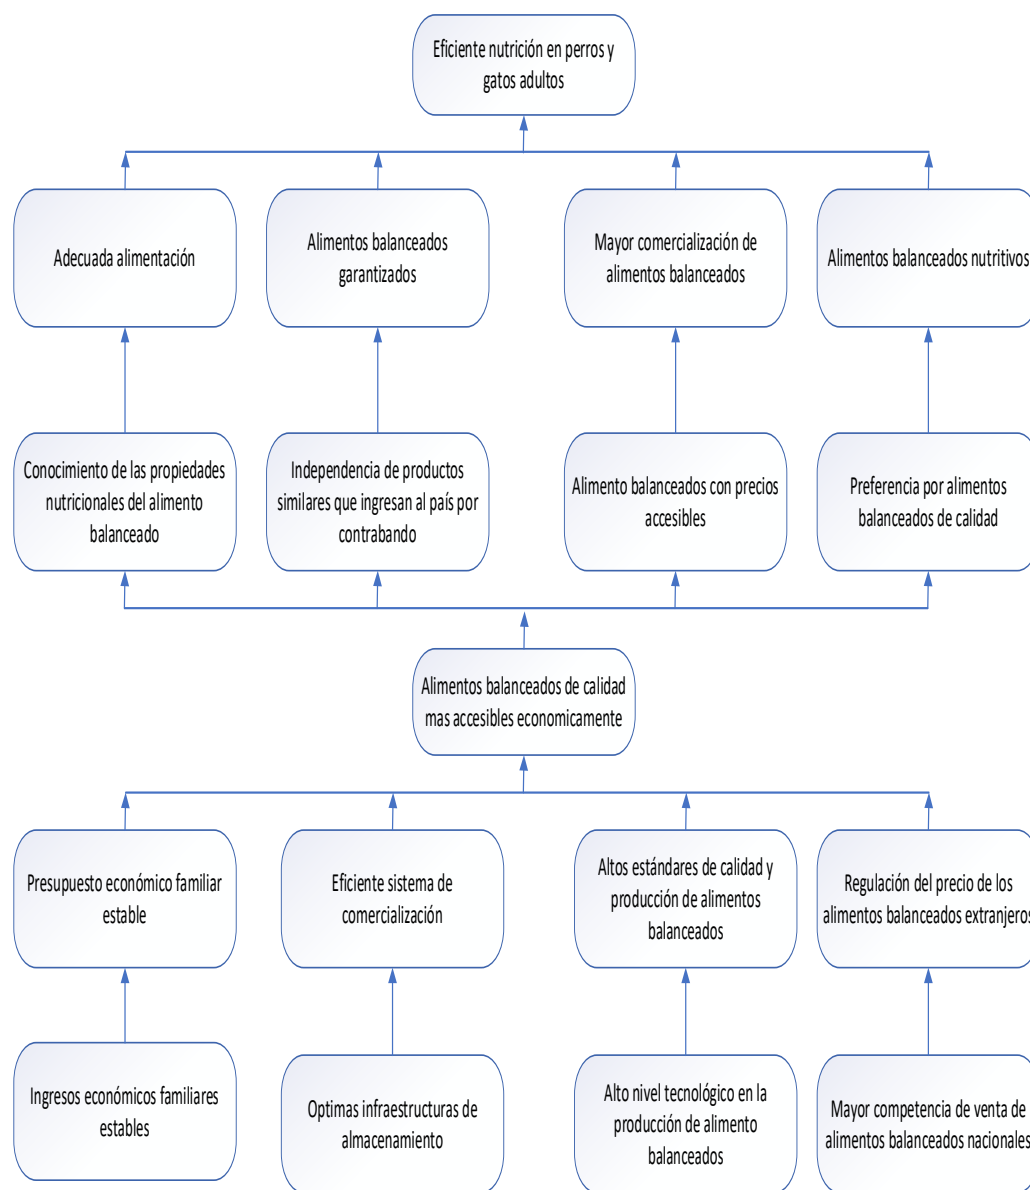 Eficiente nutrición en perros y
gatos adultos
Adecuada alimentación
Alimentos balanceados
garantizados
Mayor comercialización de
alimentos balanceados
Alimentos balanceados nutritivos
Conocimiento de las propiedades
nutricionales del alimento
balanceado
Independencia de productos
similares que ingresan al país por
contrabando
Alimento balanceados con precios
accesibles
Preferencia por alimentos
balanceados de calidad
Alimentos balanceados de calidad
mas accesibles economicamente
Presupuesto económico familiar
estable
Eficiente sistema de
comercialización
Altos estándares de calidad y
producción de alimentos
balanceados
Regulación del precio de los
alimentos balanceados extranjeros
Ingresos económicos familiares
estables
Optimas infraestructuras de
almacenamiento
Alto nivel tecnológico en la
producción de alimento
balanceados
Mayor competencia de venta de
alimentos balanceados nacionales